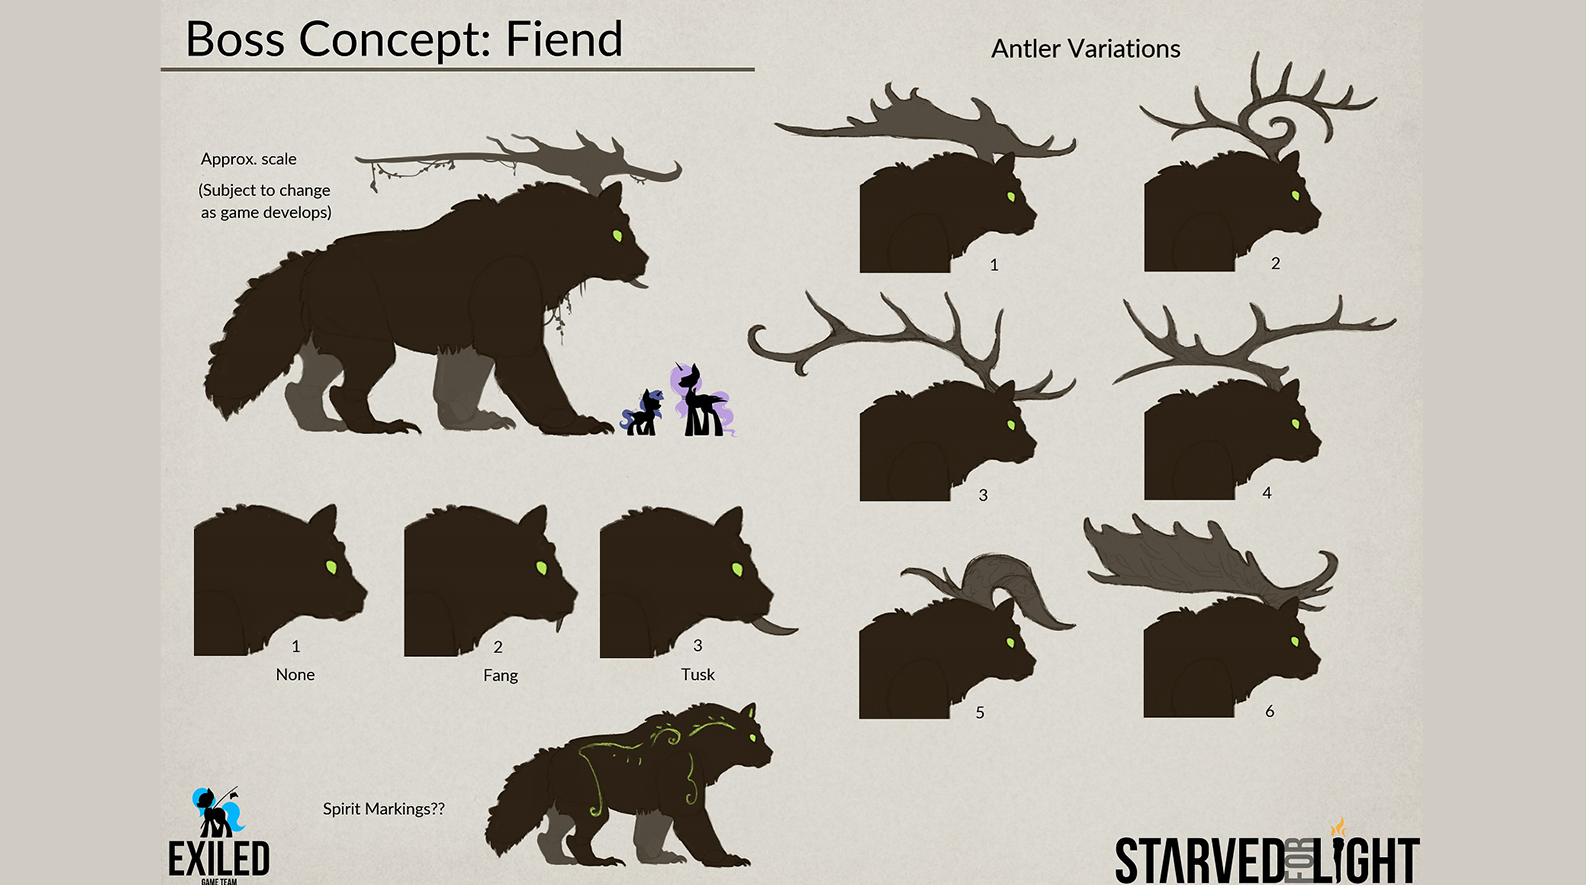 Boss Concept: Fiend
Antler Variations
Approx. scale
(Subject to change
as game develops)
1
2
3
4
5
6
1
None
2
Fang
3
Tusk
Spirit Markings??
EXILED
GAME TEAM
STARVED FOR LIGHT